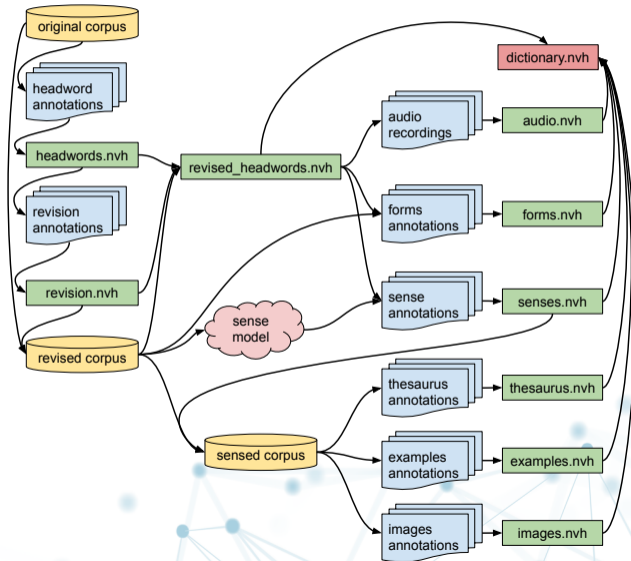 original corpus
headword
annotations
headwords.nvh
revision
annotations
revision.nvh
revised corpus
revised_headwords.nvh
sense
model
sensed corpus
dictionary.nvh
audio
recordings
audio.nvh
forms
annotations
forms.nvh
sense
annotations
senses.nvh
thesaurus
annotations
thesaurus.nvh
examples
annotations
examples.nvh
images
annotations
images.nvh